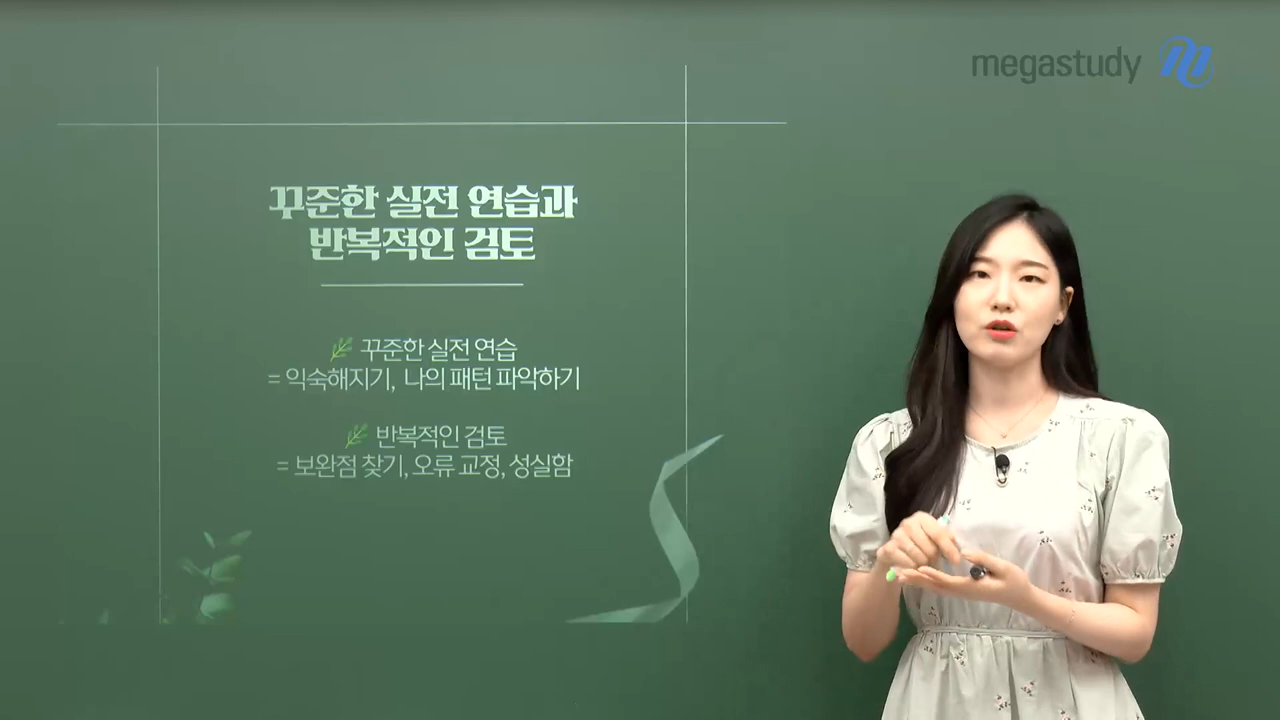 megastudy
꾸준한 실전 연습과
반복적인 검토
꾸준한 실전 연습
= 익숙해지기, 나의 패턴 파악하기
반복적인 검토
= 보완점 찾기, 오류 교정, 성실함